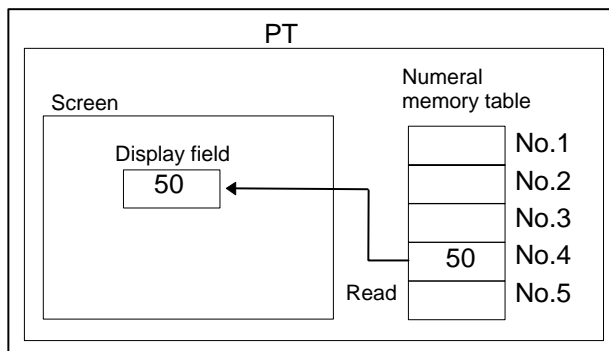 PT
Numeral
memory table
Screen
Display field
50
No.1
No.2
No.3
50
No.4
Read
No.5